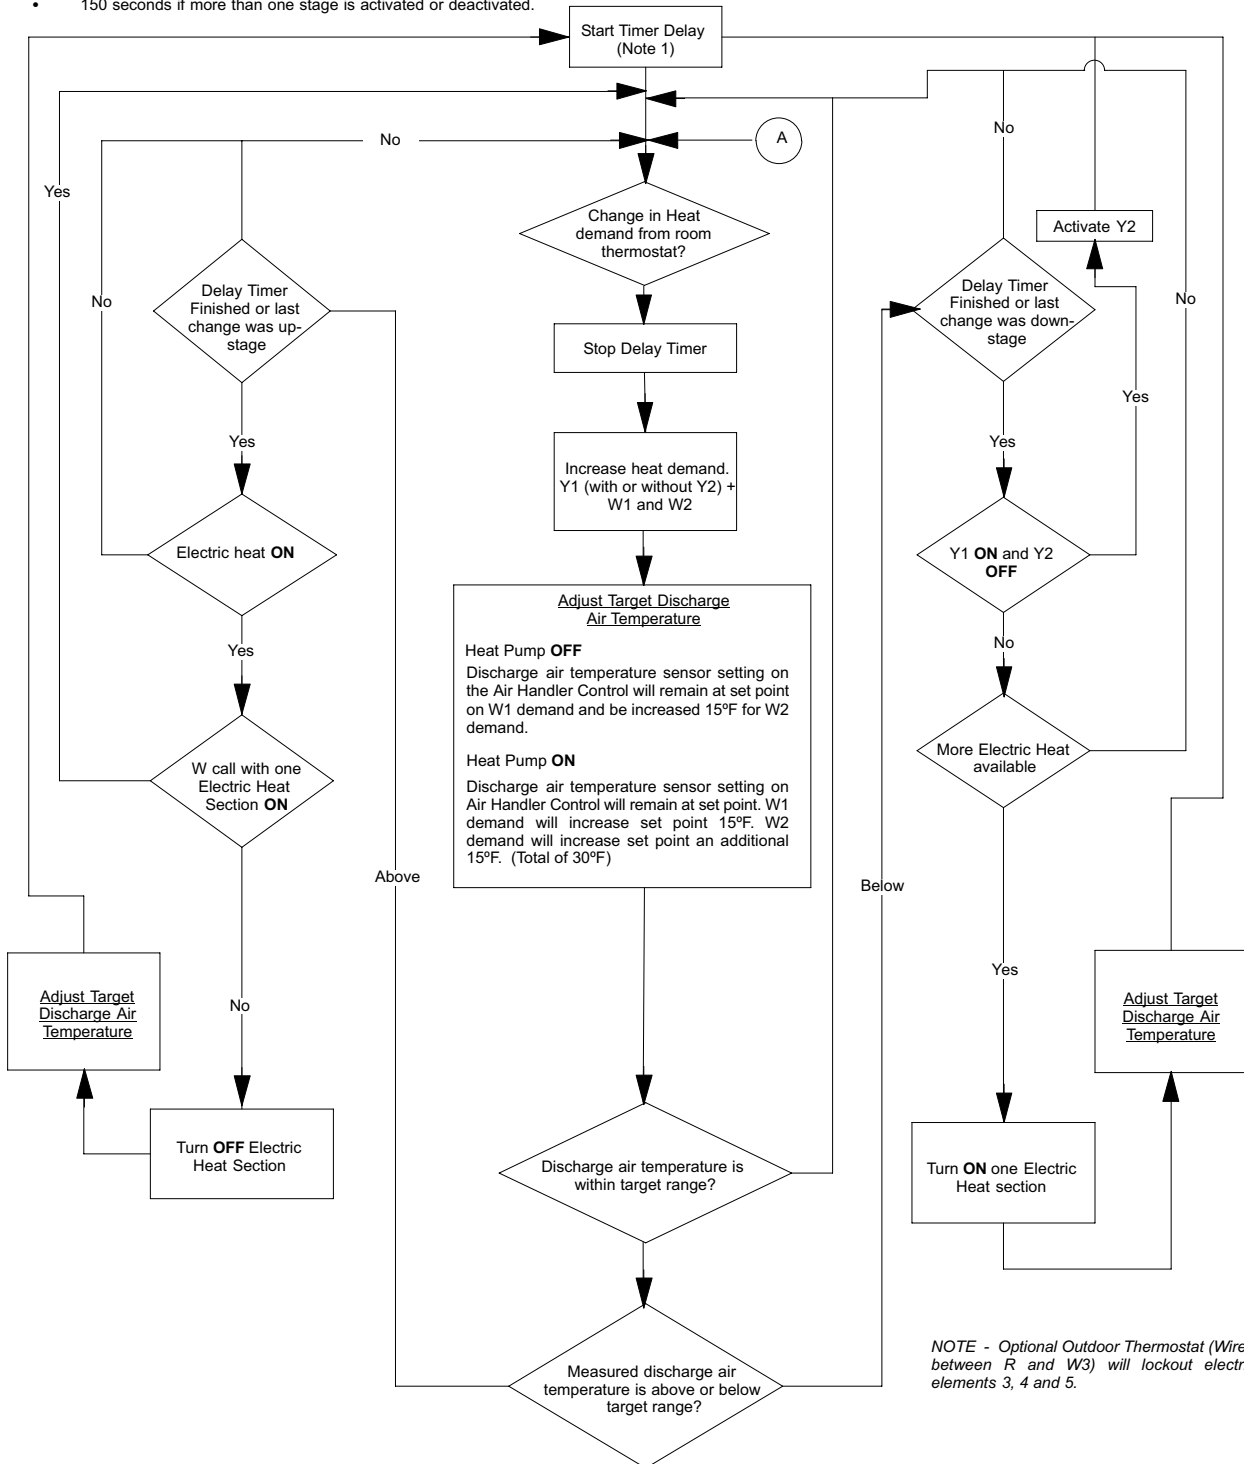 • 150 seconds if more than one stage is activated or deactivated.
Start Timer Delay
(Note 1)
No
A
No
Yes
Change in Heat
demand from room
thermostat?
Activate Y2
Delay Timer
Finished or last
change was up-
stage
No
Delay Timer
Finished or last
change was down-
stage
No
Stop Delay Timer
Yes
Yes
Yes
Increase heat demand.
Y1 (with or without Y2) +
W1 and W2
Electric heat ON
Y1 ON and Y2
OFF
Adjust Target Discharge
Air Temperature
Heat Pump OFF
Discharge air temperature sensor setting on
the Air Handler Control will remain at set point
on W1 demand and be increased 15ºF for W2
demand.
Heat Pump ON
Discharge air temperature sensor setting on
Air Handler Control will remain at set point. W1
demand will increase set point 15ºF. W2
demand will increase set point an additional
15ºF. (Total of 30ºF)
Yes
No
W call with one
Electric Heat
Section ON
More Electric Heat
available
Above
Below
Adjust Target
Discharge Air
Temperature
No
Yes
Adjust Target
Discharge Air
Temperature
Turn OFF Electric
Heat Section
Discharge air temperature is
within target range?
Turn ON one Electric
Heat section
Measured discharge air
temperature is above or below
target range?
NOTE - Optional Outdoor Thermostat (Wire
between R and W3) will lockout electri
elements 3, 4 and 5.